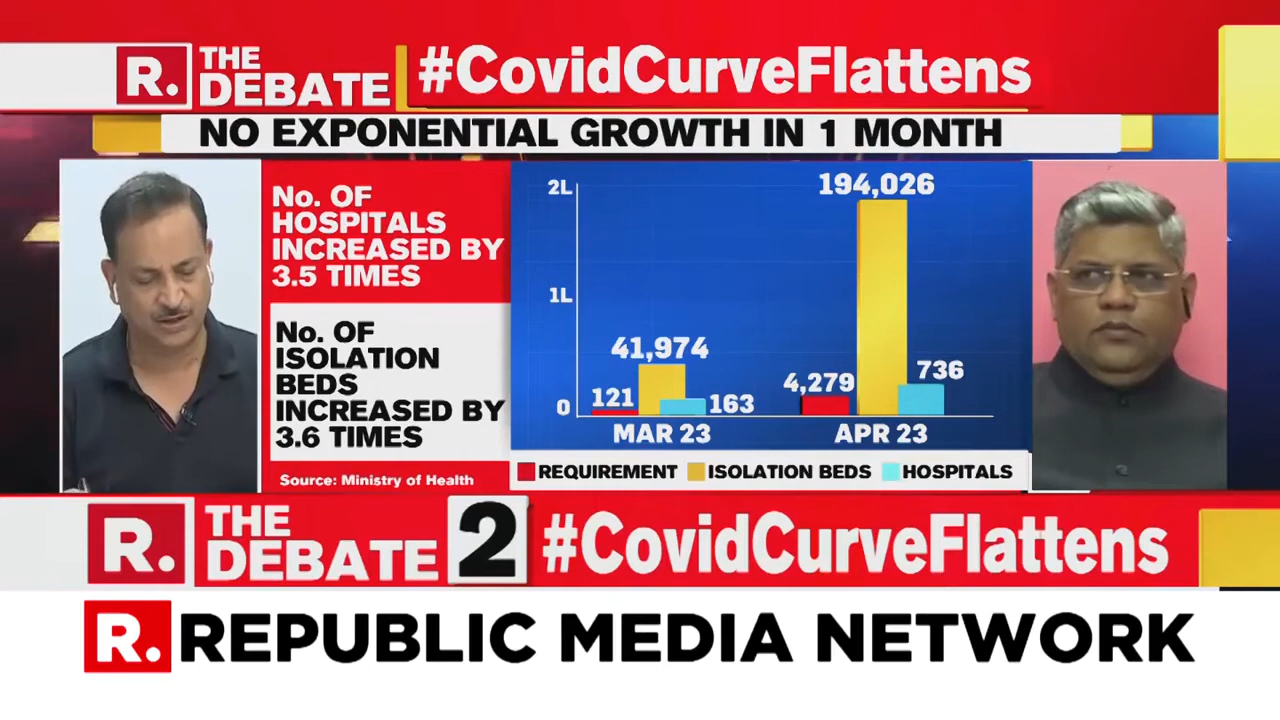 R. THE DEBATE #CovidCurveFlattens
NO EXPONENTIAL GROWTH IN 1 MONTH
No. OF
HOSPITALS
INCREASED BY
3.5 TIMES
No. OF
ISOLATION
BEDS
INCREASED BY
3.6 TIMES
Source: Ministry of Health
2L
1L
0
194,026
41,974
121
163
4,279
736
MAR 23
APR 23
REQUIREMENT ISOLATION BEDS HOSPITALS
R. THE DEBATE 2 #CovidCurveFlattens
R. REPUBLIC MEDIA NETWORK